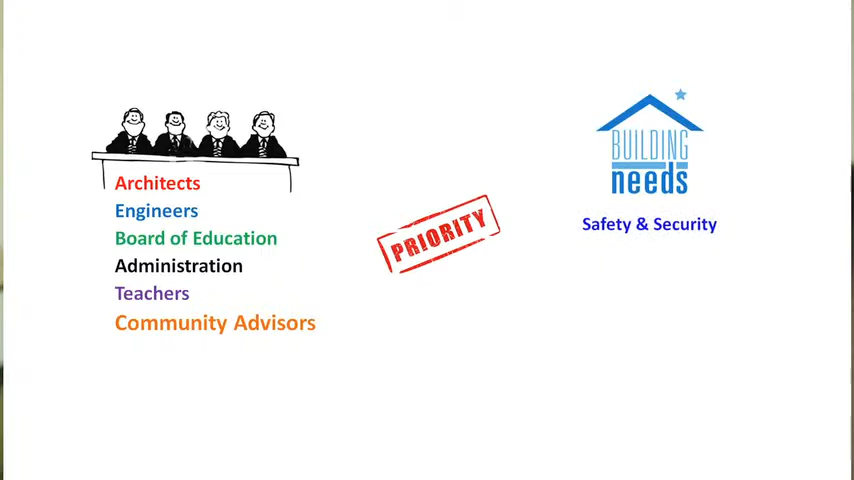 Architects
Engineers
Board of Education
Administration
Teachers
Community Advisors
PRIORITY
BUILDING
needs
Safety & Security